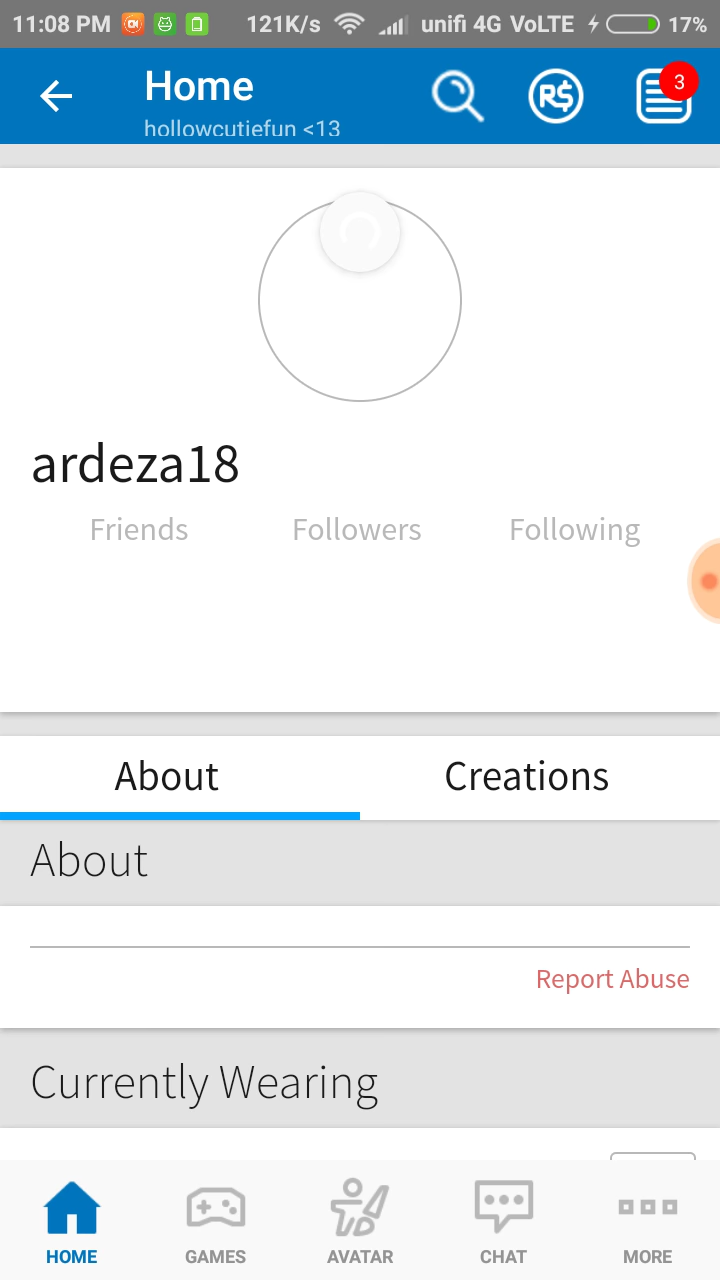 11:08 PM 121K/s unifi 4G VoLTE 17%
Home
hollowcutiefun <13
R$
3
ardeza18
Friends Followers Following
About Creations
About
Report Abuse
Currently Wearing
HOME GAMES AVATAR CHAT MORE